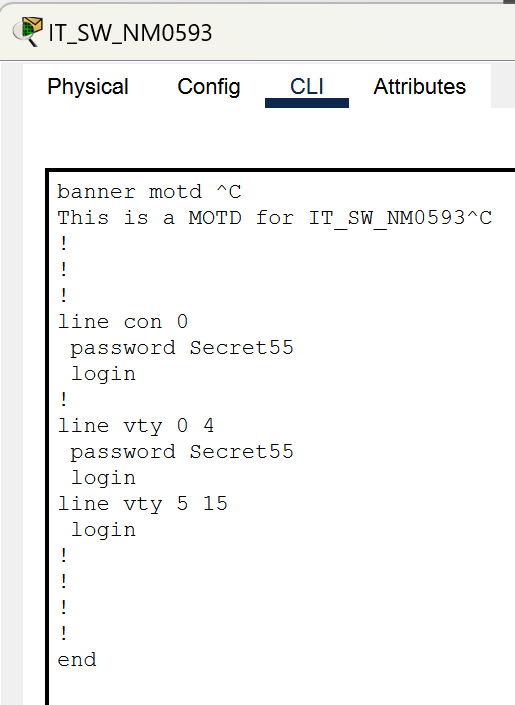 IT_SW_NM0593
Physical Config CLI Attributes
banner motd ^C
This is a MOTD for IT_SW_NM0593^C
!
!
!
line con 0
 password Secret55
 login
!
line vty 0 4
 password Secret55
 login
line vty 5 15
 login
!
!
!
!
end